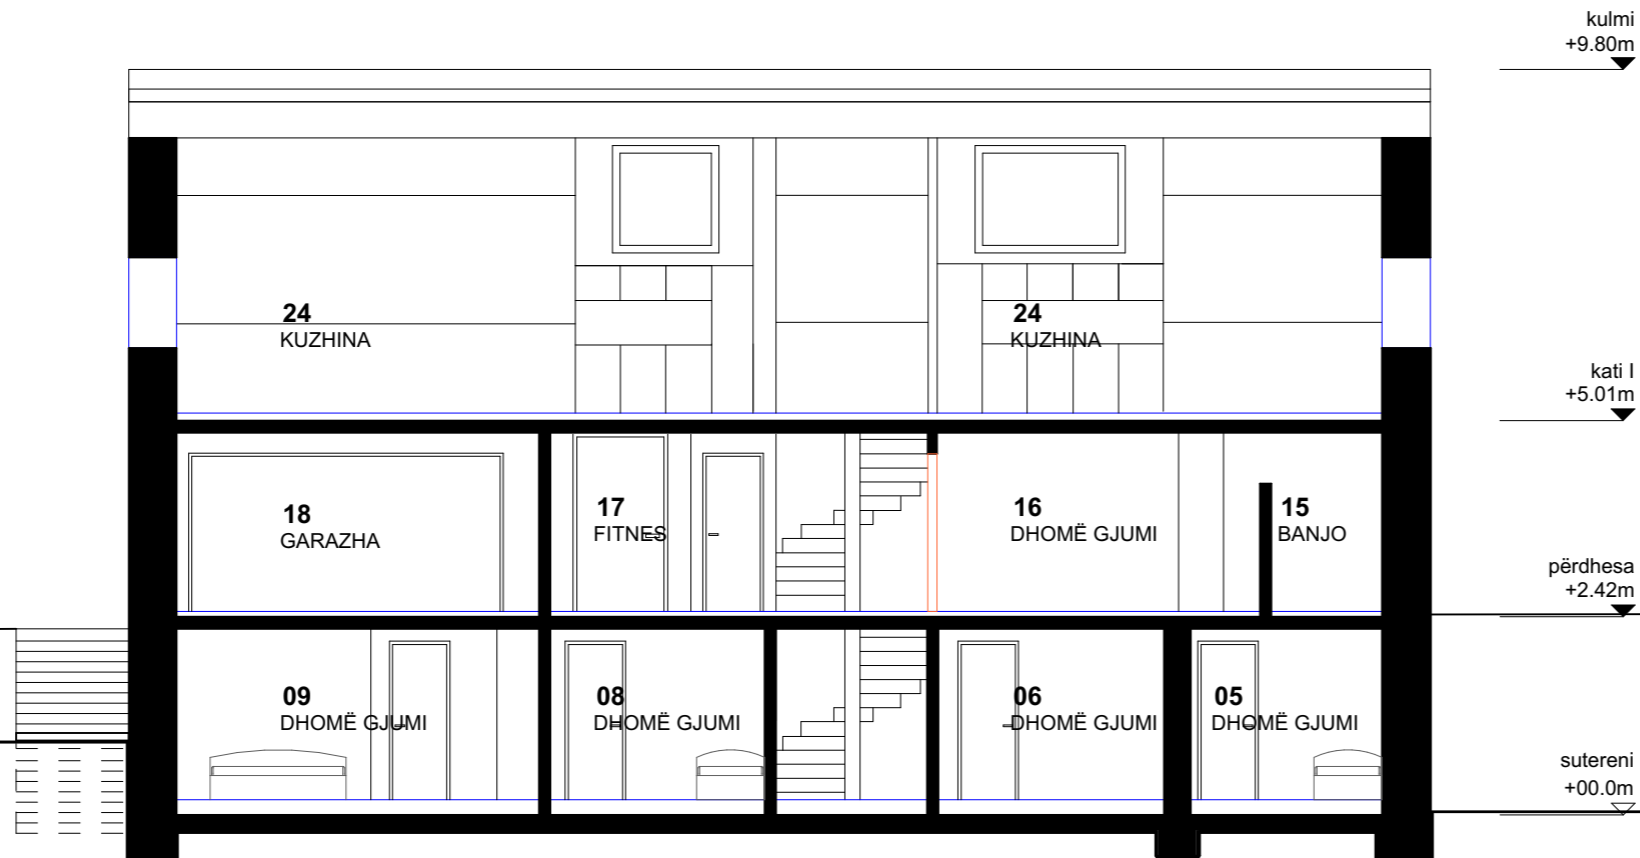 kulmi
+9.80m
24
KUZHINA
24
KUZHINA
kati I
+5.01m
18
GARAZHA
17
FITNES
16
DHOMË GJUMI
15
BANJO
përdhesa
+2.42m
09
DHOMË GJUMI
08
DHOMË GJUMI
06
DHOMË GJUMI
05
DHOMË GJUMI
sutereni
+00.0m